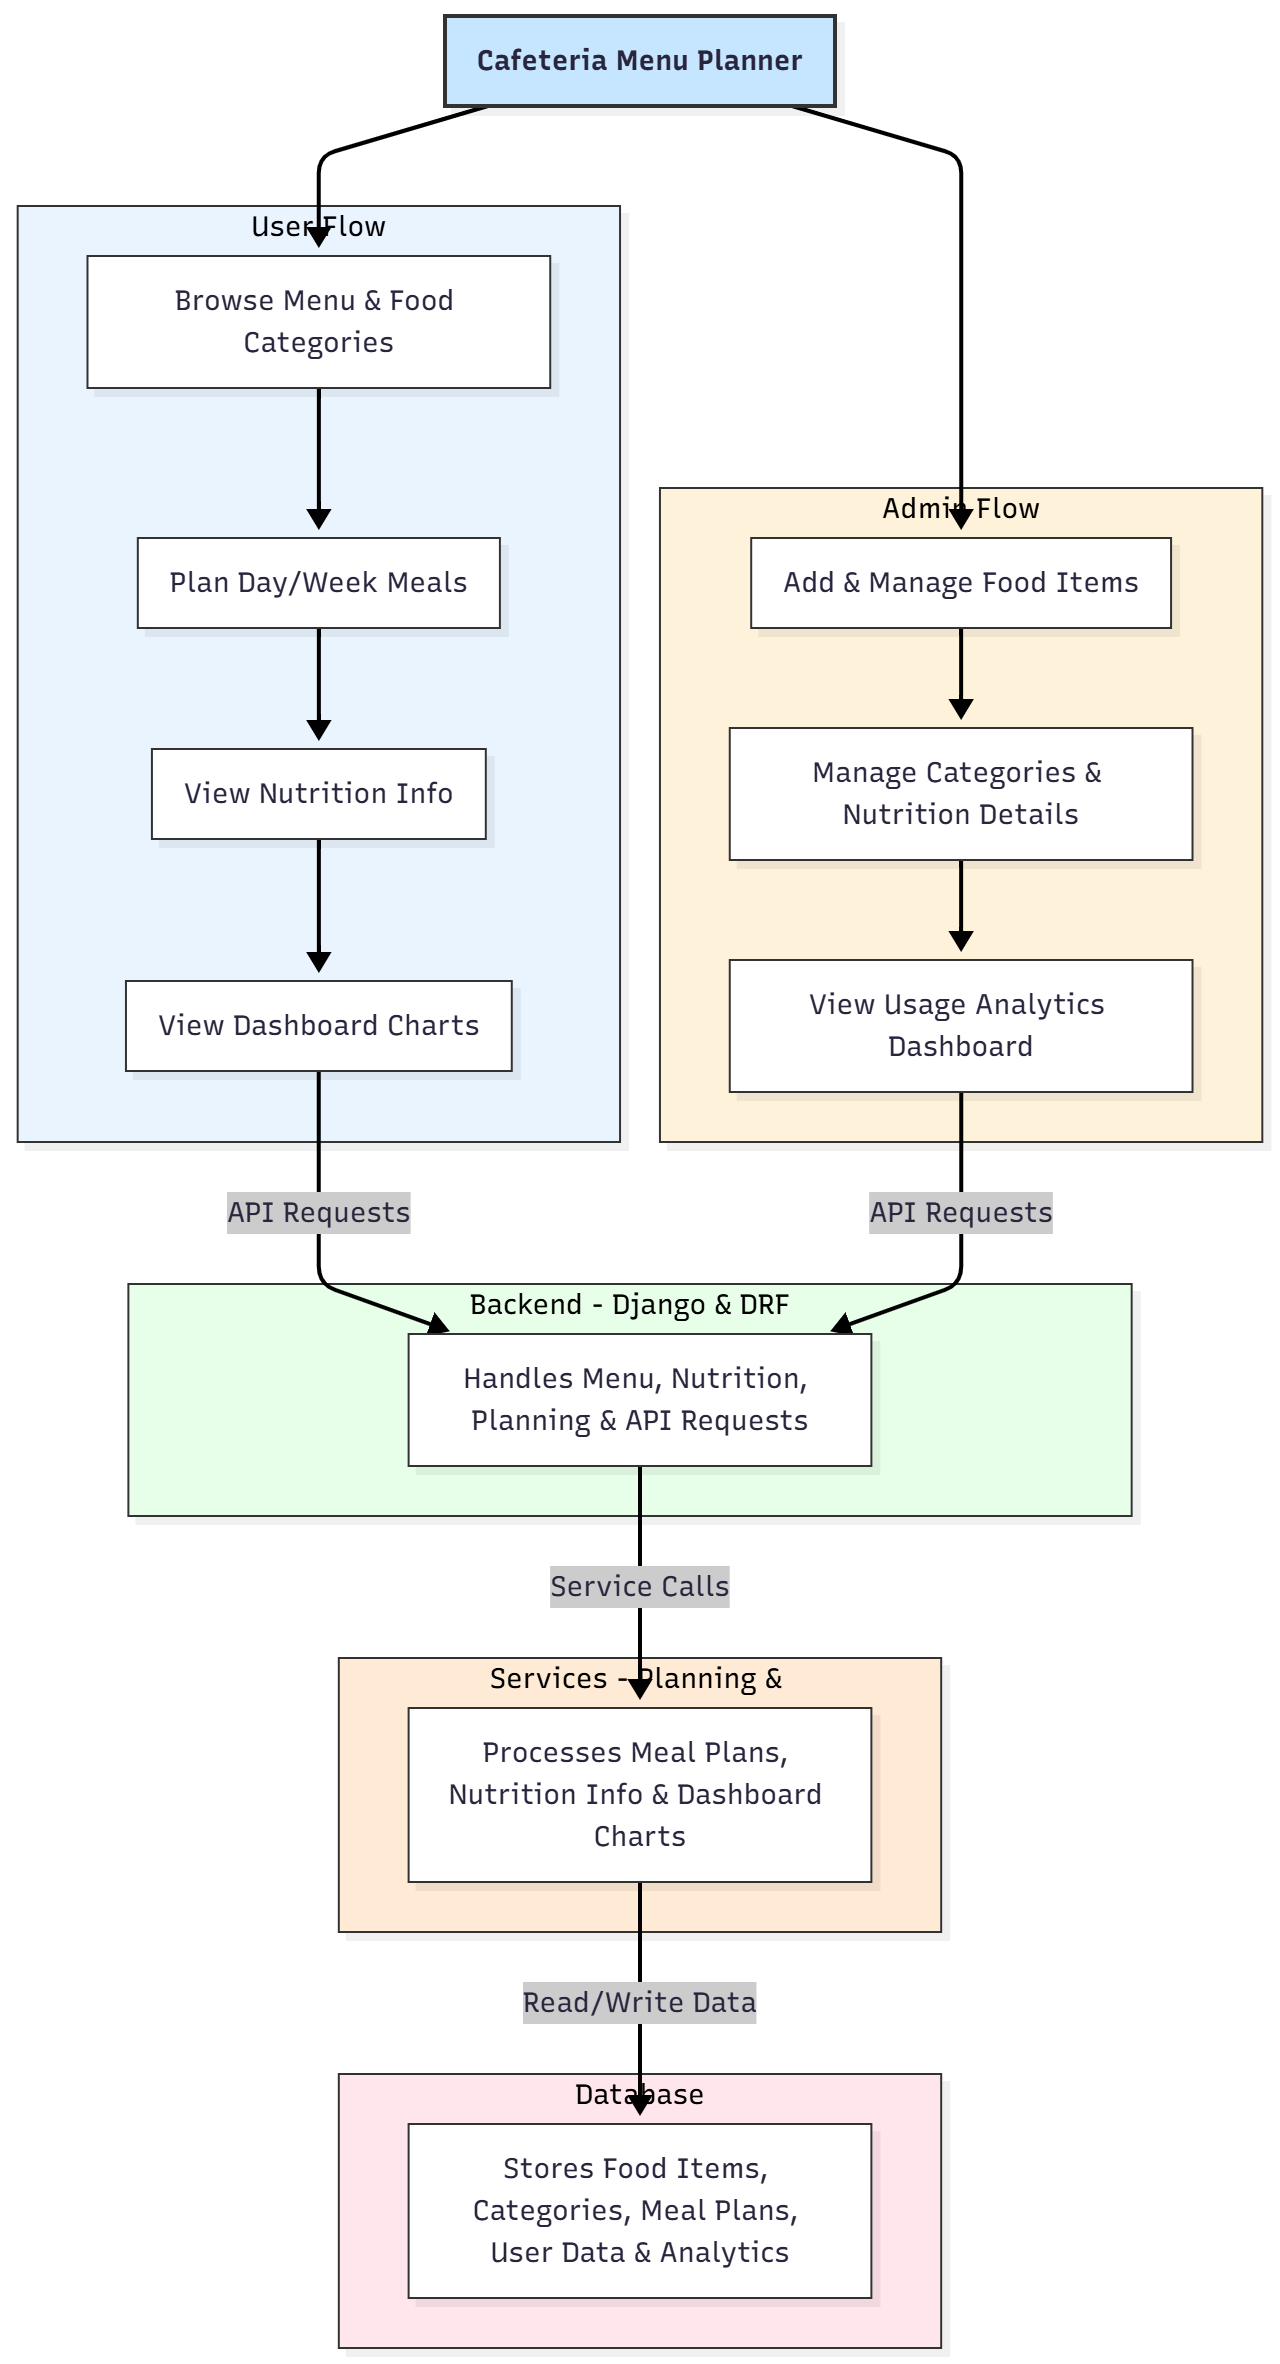 Cafeteria Menu Planner
User Flow
Browse Menu & Food
Categories
Plan Day/Week Meals
View Nutrition Info
View Dashboard Charts
Admin Flow
Add & Manage Food Items
Manage Categories &
Nutrition Details
View Usage Analytics
Dashboard
API Requests
API Requests
Backend - Django & DRF
Handles Menu, Nutrition,
Planning & API Requests
Service Calls
Services - Planning &
Processes Meal Plans,
Nutrition Info & Dashboard
Charts
Read/Write Data
Database
Stores Food Items,
Categories, Meal Plans,
User Data & Analytics